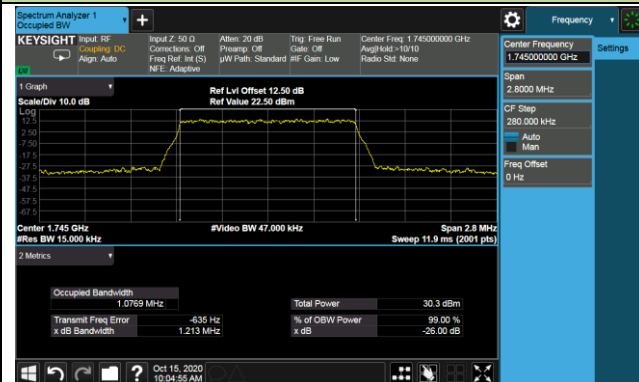 Spectrum Analyzer 1
Occupied BW
Frequency
KEYSIGHT
Input: RF
Coupling: DC
Align: Auto
Input Z: 50 Ω
Corrections: Off
Freq Ref: Int (S)
NFE: Adaptive
Atten: 20 dB
Preamp: Off
µW Path: Standard
Trig: Free Run
Gate: Off
#IF Gain: Low
Center Freq: 1.745000000 GHz
Avg|Hold:>10/10
Radio Std: None
Center Frequency
1.745000000 GHz
Settings
Span
2.8000 MHz
CF Step
280.000 kHz
Auto
Man
Freq Offset
0 Hz
1 Graph
Scale/Div 10.0 dB
Ref Lvl Offset 12.50 dB
Ref Value 22.50 dBm
Log
12.5
2.50
-7.50
-17.5
-27.5
-37.5
-47.5
-57.5
-67.5
Center 1.745 GHz
#Res BW 15.000 kHz
#Video BW 47.000 kHz
Span 2.8 MHz
Sweep 11.9 ms (2001 pts)
2 Metrics
Occupied Bandwidth
1.0769 MHz
Total Power 30.3 dBm
Transmit Freq Error -635 Hz
% of OBW Power 99.00 %
x dB Bandwidth 1.213 MHz
x dB -26.00 dB
?
Oct 15, 2020
10:04:55 AM